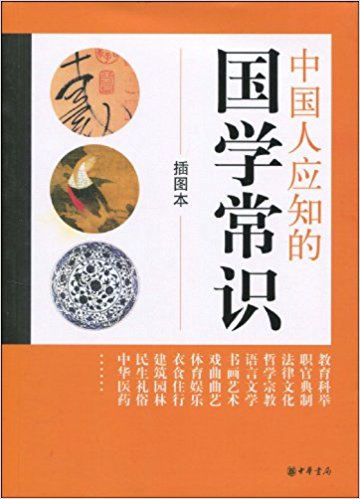 中国人应知的
国学常识
插图本
教育科举
职官典制
法律文化
哲学宗教
语言文学
书画艺术
戏曲曲艺
体育娱乐
衣食住行
建筑园林
民生礼俗
中华医药
……
中华书局